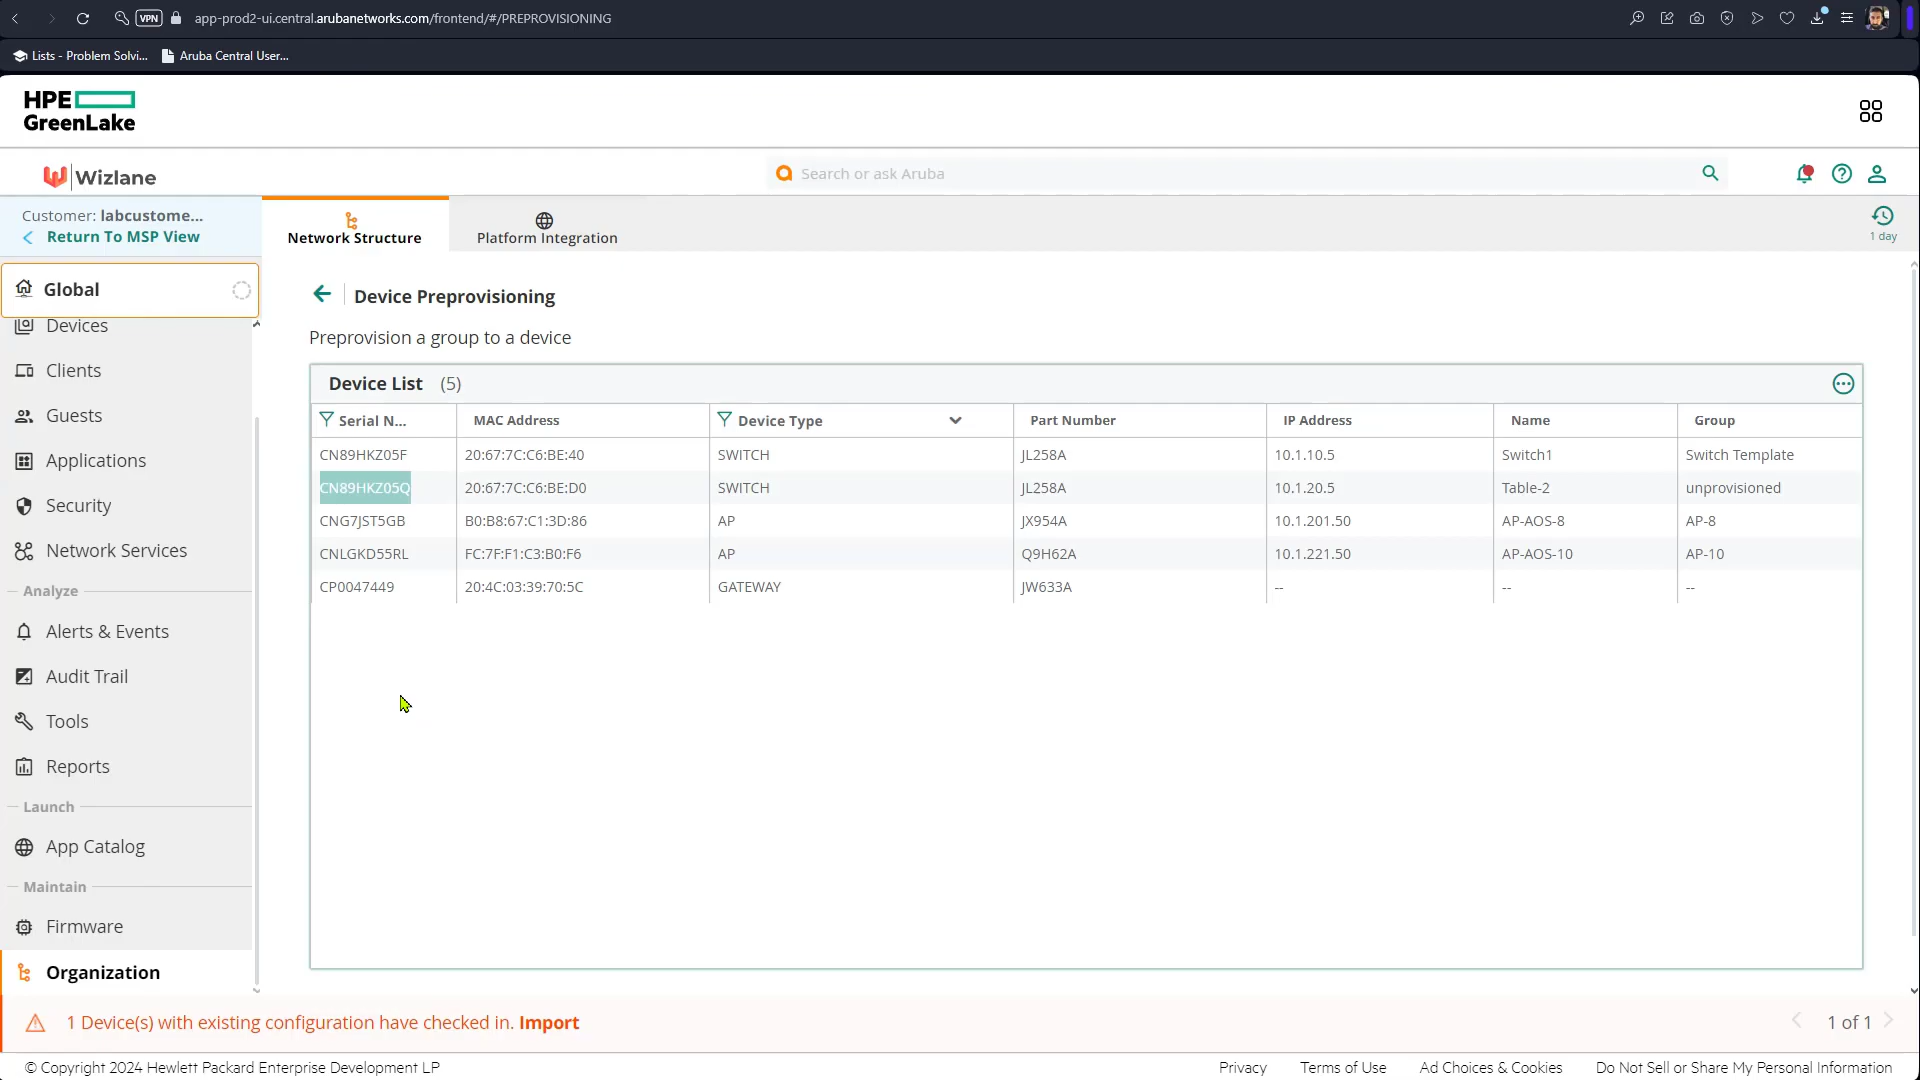 VPN
app-prod2-ui.central.arubanetworks.com/frontend/#/PREPROVISIONING
Lists - Problem Solvi...
Aruba Central User...
HPE
GreenLake
Wizlane
Search or ask Aruba
Customer: labcustome...
Return To MSP View
Network Structure
Platform Integration
1 day
Global
Devices
Clients
Guests
Applications
Security
Network Services
Analyze
Alerts & Events
Audit Trail
Tools
Reports
Launch
App Catalog
Maintain
Firmware
Organization
Device Preprovisioning
Preprovision a group to a device
Device List (5)
Serial N... MAC Address Device Type Part Number IP Address Name Group
CN89HKZ05F 20:67:7C:C6:BE:40 SWITCH JL258A 10.1.10.5 Switch1 Switch Template
CN89HKZ05Q 20:67:7C:C6:BE:D0 SWITCH JL258A 10.1.20.5 Table-2 unprovisioned
CNG7JST5GB B0:B8:67:C1:3D:86 AP JX954A 10.1.201.50 AP-AOS-8 AP-8
CNLGKD55RL FC:7F:F1:C3:B0:F6 AP Q9H62A 10.1.221.50 AP-AOS-10 AP-10
CP0047449 20:4C:03:39:70:5C GATEWAY JW633A -- -- --
1 Device(s) with existing configuration have checked in. Import
1 of 1
© Copyright 2024 Hewlett Packard Enterprise Development LP
Privacy Terms of Use Ad Choices & Cookies Do Not Sell or Share My Personal Information